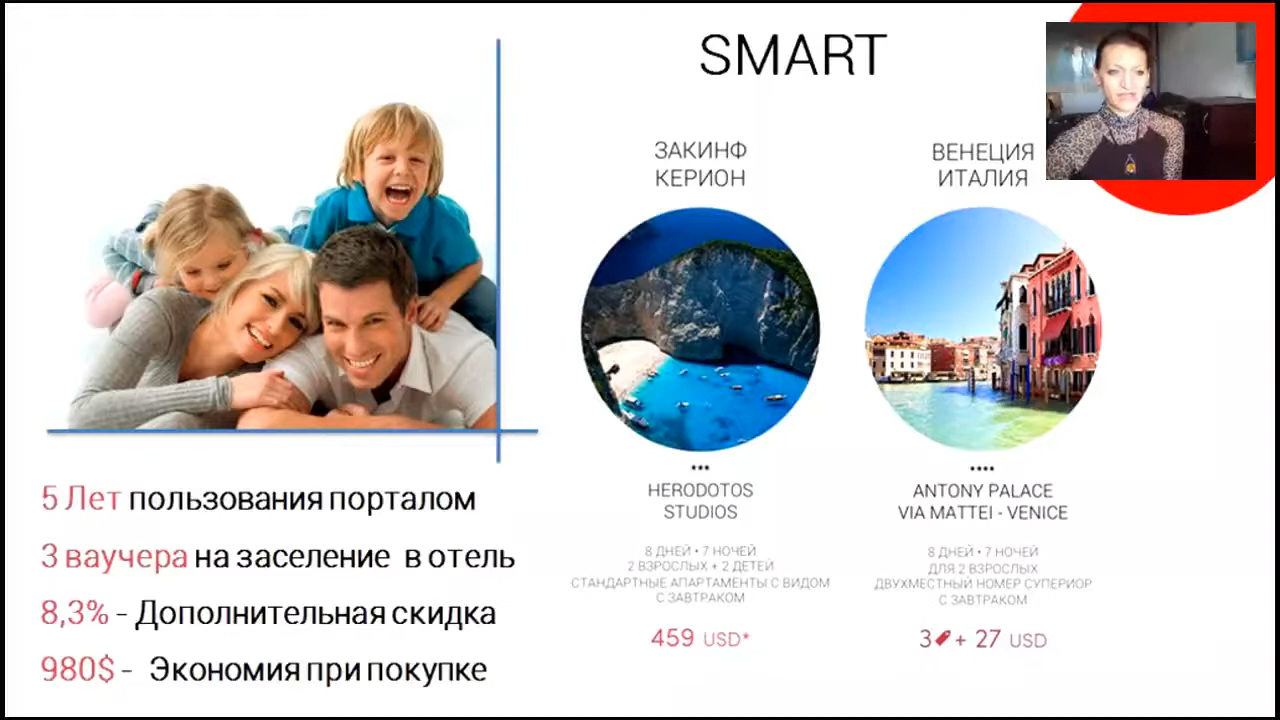 SMART
ЗАКИНФ
КЕРИОН
HERODOTOS
STUDIOS
8 ДНЕЙ • 7 НОЧЕЙ
2 ВЗРОСЛЫХ + 2 ДЕТЕЙ
СТАНДАРТНЫЕ АПАРТАМЕНТЫ С ВИДОМ
С ЗАВТРАКОМ
459 USD*
ВЕНЕЦИЯ
ИТАЛИЯ
ANTONY PALACE
VIA MATTEI - VENICE
8 ДНЕЙ • 7 НОЧЕЙ
ДЛЯ 2 ВЗРОСЛЫХ
ДВУХМЕСТНЫЙ НОМЕР СУПЕРИОР
С ЗАВТРАКОМ
3 + 27 USD
5 Лет пользования порталом
3 ваучера на заселение в отель
8,3% - Дополнительная скидка
980$ - Экономия при покупке